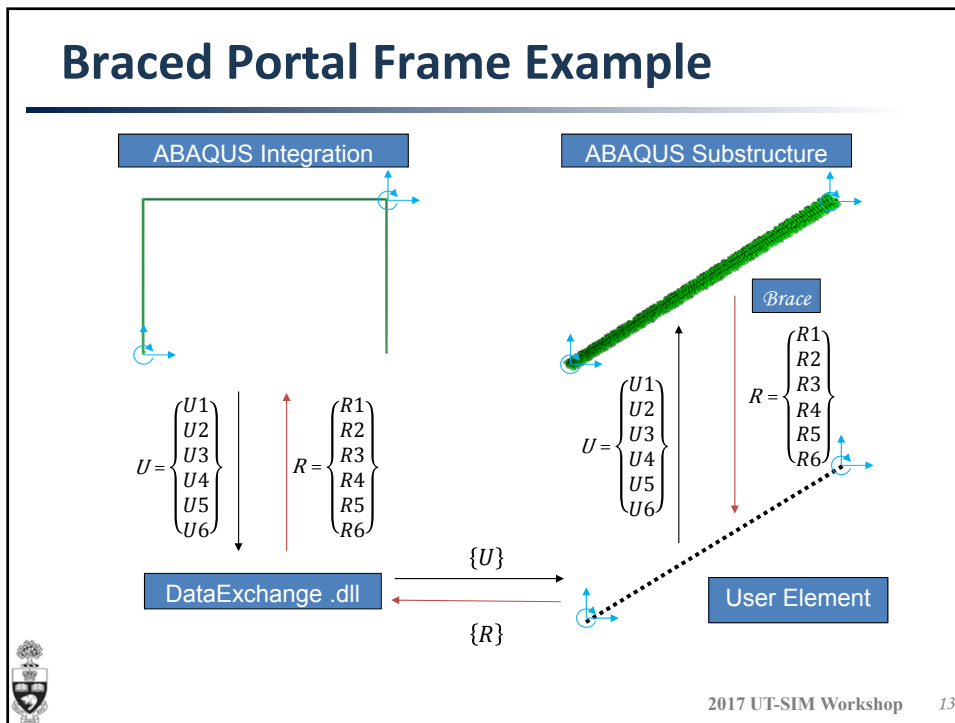 Braced Portal Frame Example
ABAQUS Integration
ABAQUS Substructure
Brace
U = {U1
U2
U3
U4
U5
U6}
R = {R1
R2
R3
R4
R5
R6}
U = {U1
U2
U3
U4
U5
U6}
R = {R1
R2
R3
R4
R5
R6}
{U}
DataExchange .dll
{R}
User Element
2017 UT-SIM Workshop 13